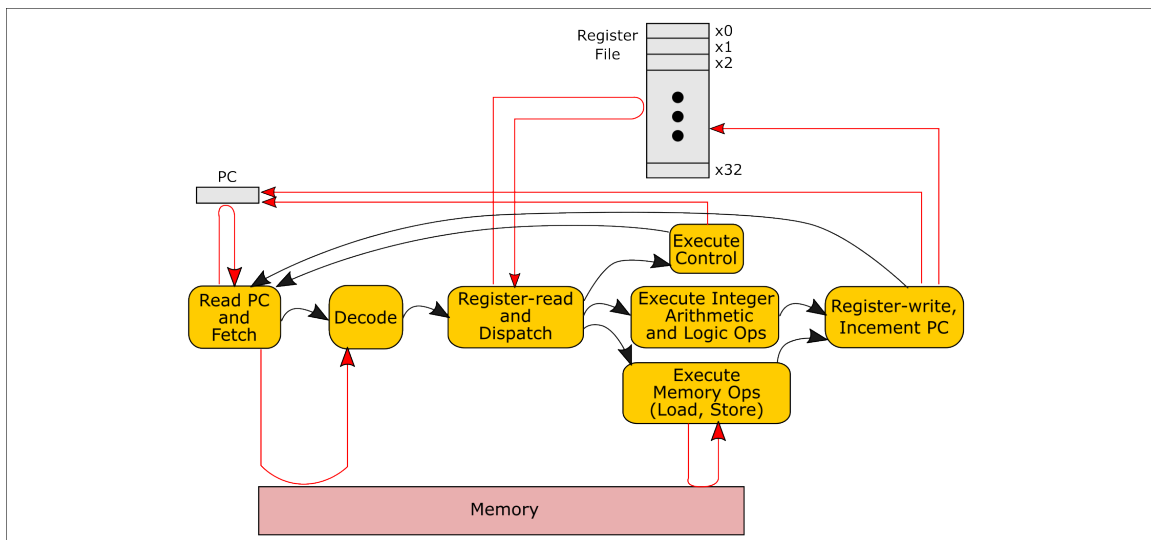 Register
File
x0
x1
x2
x32
PC
Execute
Control
Read PC
and
Fetch
Decode
Register-read
and
Dispatch
Execute Integer
Arithmetic
and Logic Ops
Register-write,
Incement PC
Execute
Memory Ops
(Load, Store)
Memory